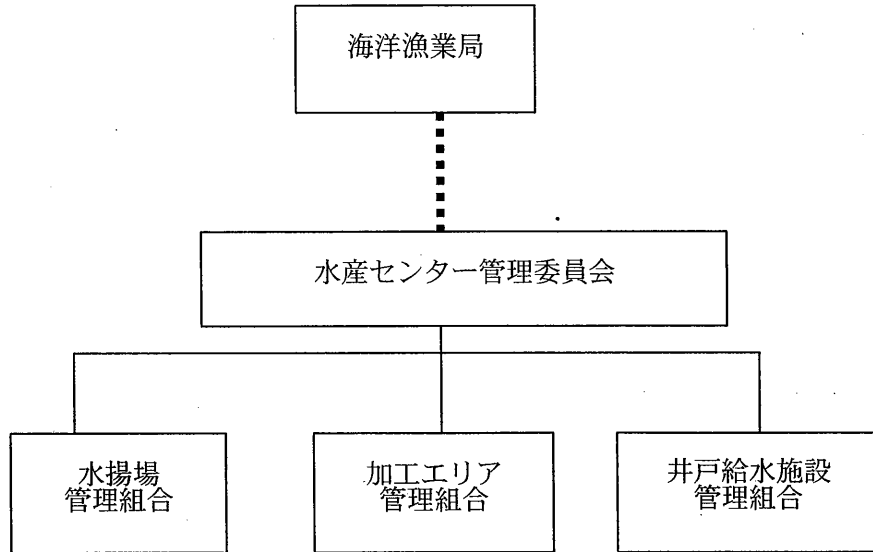 海洋漁業局
水産センター管理委員会
水揚場
管理組合
加工エリア
管理組合
井戸給水施設
管理組合